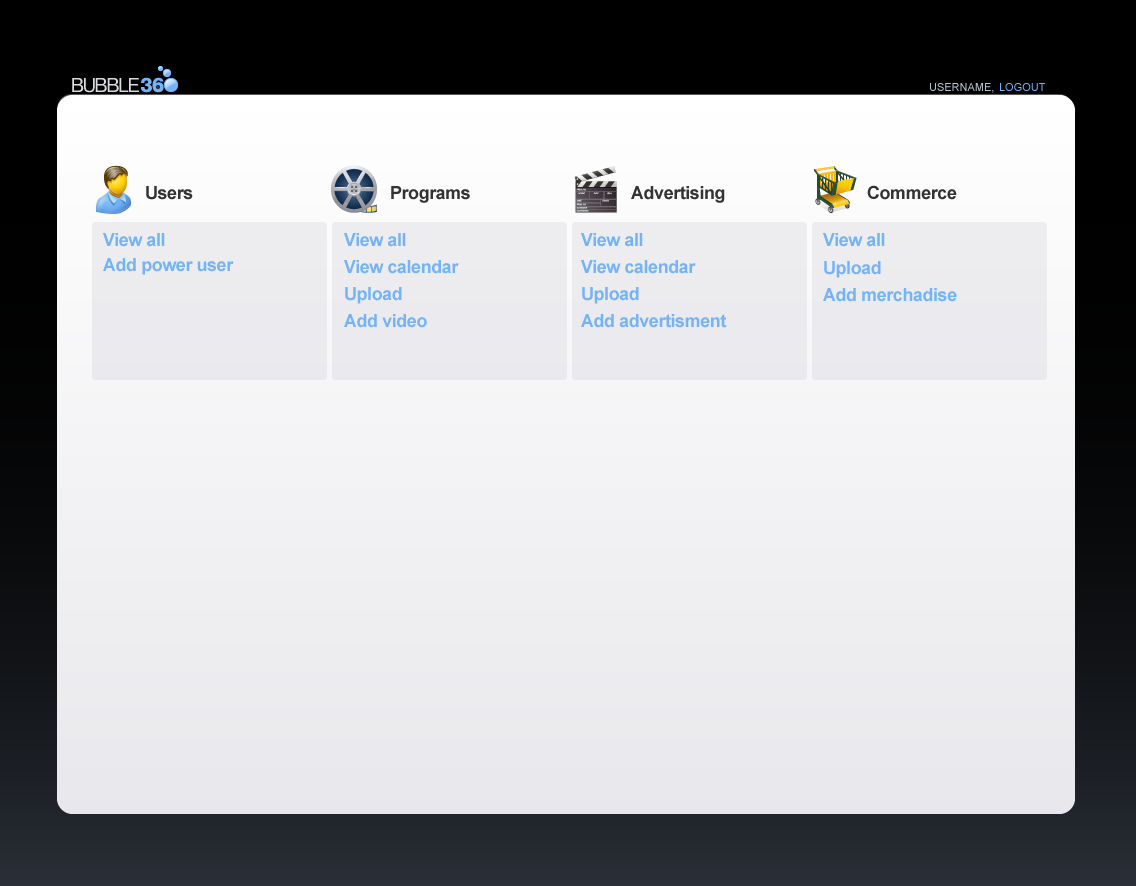 BUBBLE36
USERNAME, LOGOUT
Users
View all
Add power user
Programs
View all
View calendar
Upload
Add video
Advertising
View all
View calendar
Upload
Add advertisment
Commerce
View all
Upload
Add merchadise